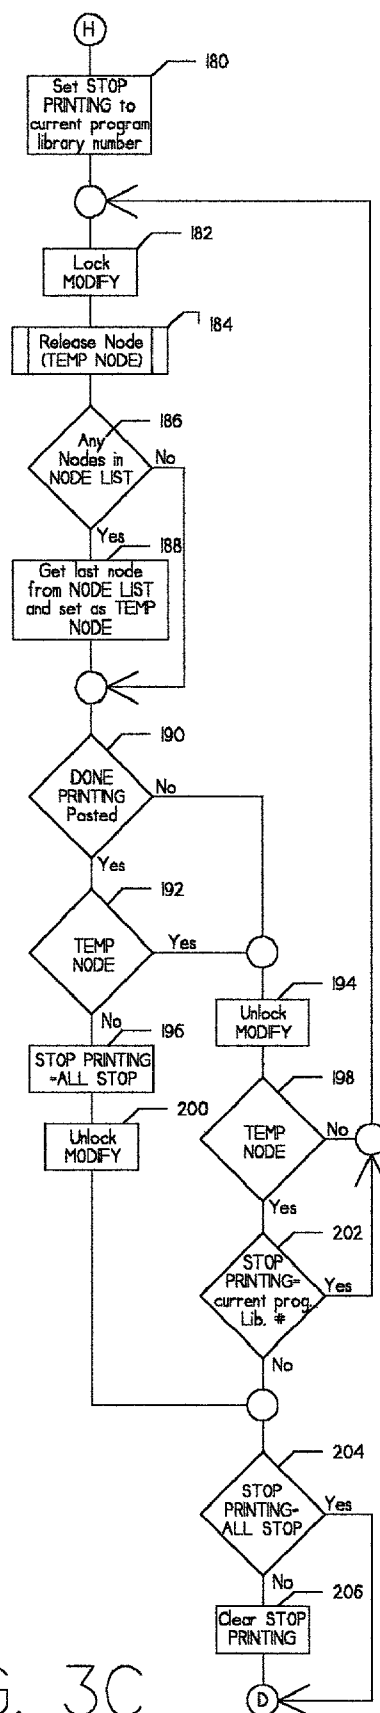 H
180
Set STOP
PRINTING to
current program
library number
182
Lock
MODIFY
184
Release Node
(TEMP NODE)
186
Any
Nodes in
NODE LIST
No
Yes
188
Get last node
from NODE LIST
and set as TEMP
NODE
190
DONE
PRINTING
Posted
No
Yes
192
TEMP
NODE
Yes
No
194
Unlock
MODIFY
196
STOP PRINTING
=ALL STOP
198
TEMP
NODE
No
Yes
200
Unlock
MODIFY
202
STOP
PRINTING=
current prog.
Lib. #
Yes
No
204
STOP
PRINTING=
ALL STOP
Yes
No
206
Clear STOP
PRINTING
D
G. 3C